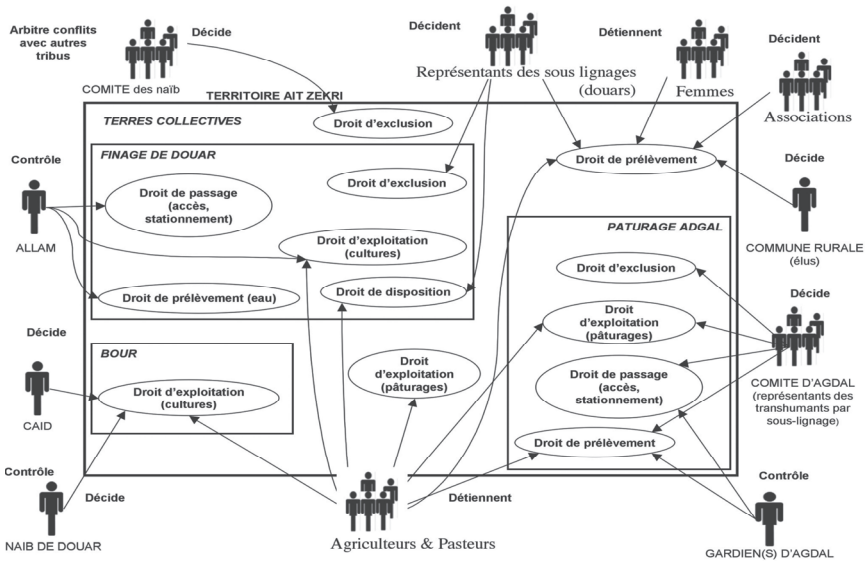 Arbitre conflits
avec autres
tribus
Décide
COMITE des naïb
Décident
Représentants des sous lignages
(douars)
Détiennent
Femmes
Décident
Associations
TERRITOIRE AIT ZEKRI
TERRES COLLECTIVES
Droit d'exclusion
FINAGE DE DOUAR
Droit de passage
(accès,
stationnement)
Droit d'exclusion
Droit d'exploitation
(cultures)
Droit de prélèvement (eau)
Droit de disposition
Droit de prélèvement
Contrôle
ALLAM
Décide
COMMUNE RURALE
(élus)
PATURAGE ADGAL
Droit d'exclusion
Droit
d'exploitation
(pâturages)
Droit de passage
(accès,
stationnement)
Droit de prélèvement
Décide
COMITE D'AGDAL
(représentants des
transhumants par
sous-lignage)
Décide
CAID
BOUR
Droit d'exploitation
(cultures)
Droit
d'exploitation
(pâturages)
Contrôle
Décide
NAIB DE DOUAR
Détiennent
Agriculteurs & Pasteurs
Contrôle
GARDIEN(S) D'AGDAL